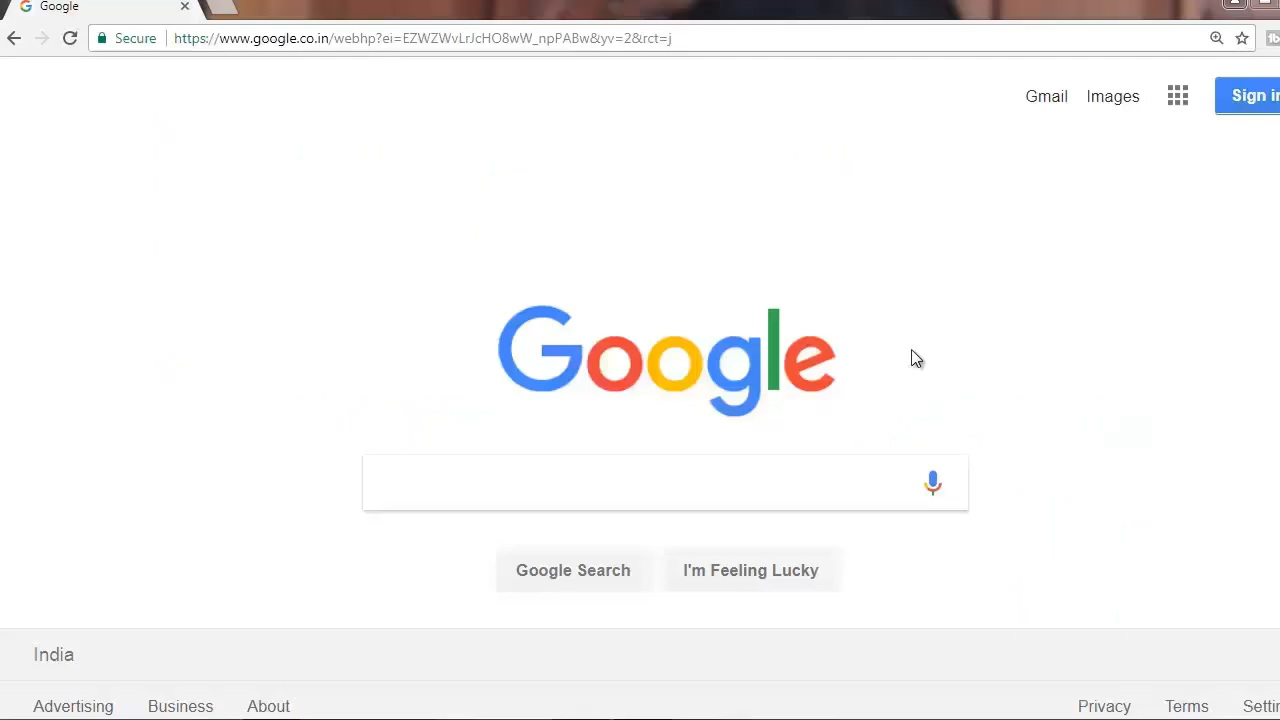 Google
Secure https://www.google.co.in/webhp?ei=EZWZWvLrJcHO8wW_npPABw&yv=2&rct=j
Gmail Images Sign in
Google
Google Search I'm Feeling Lucky
India
Advertising Business About Privacy Terms